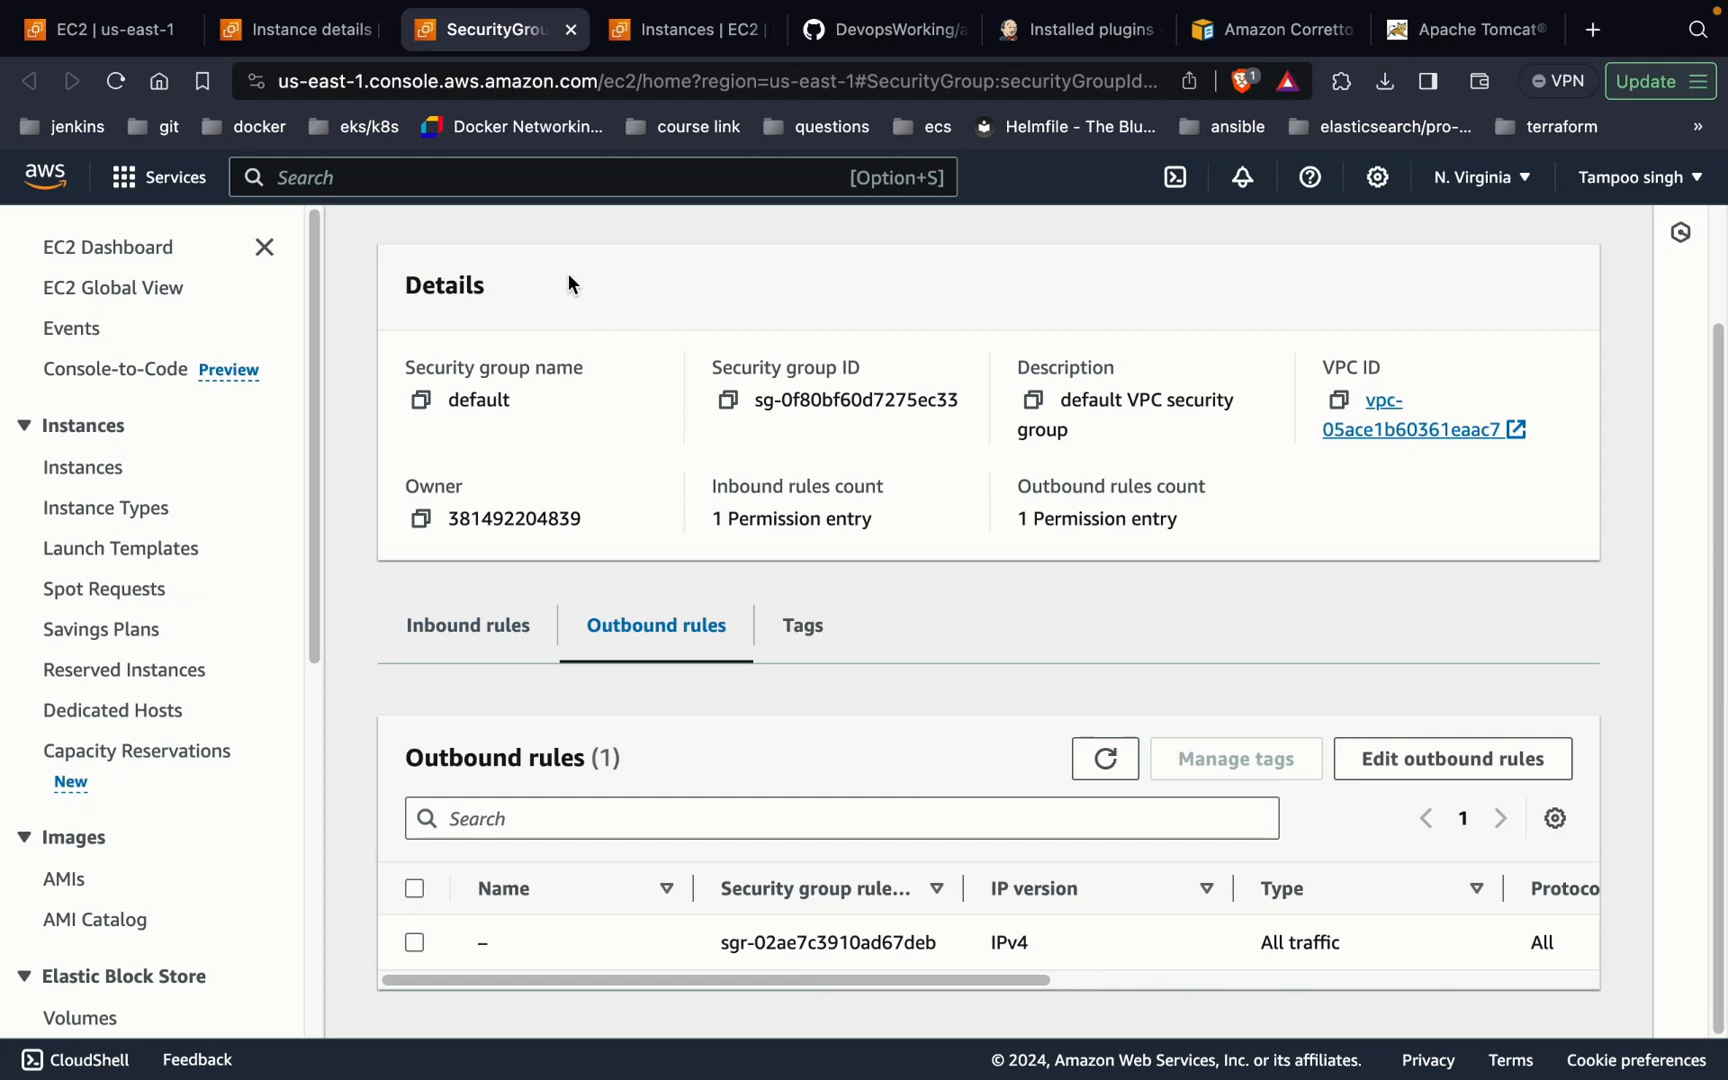 EC2 | us-east-1
Instance details
SecurityGrou
Instances | EC2 |
DevopsWorking/a
Installed plugins
Amazon Corretto
Apache Tomcat®
us-east-1.console.aws.amazon.com/ec2/home?region=us-east-1#SecurityGroup:securityGroupId...
1
VPN
Update
jenkins
git
docker
eks/k8s
Docker Networkin...
course link
questions
ecs
Helmfile - The Blu...
ansible
elasticsearch/pro-...
terraform
»
aws
Services
Search
[Option+S]
N. Virginia
Tampoo singh
EC2 Dashboard
EC2 Global View
Events
Console-to-Code Preview
Instances
Instances
Instance Types
Launch Templates
Spot Requests
Savings Plans
Reserved Instances
Dedicated Hosts
Capacity Reservations
New
Images
AMIs
AMI Catalog
Elastic Block Store
Volumes
Details
Security group name
default
Security group ID
sg-0f80bf60d7275ec33
Description
default VPC security
group
VPC ID
vpc-
05ace1b60361eaac7
Owner
381492204839
Inbound rules count
1 Permission entry
Outbound rules count
1 Permission entry
Inbound rules
Outbound rules
Tags
Outbound rules (1)
Manage tags
Edit outbound rules
Search
1
Name
Security group rule...
IP version
Type
Protoco
–
sgr-02ae7c3910ad67deb
IPv4
All traffic
All
CloudShell
Feedback
© 2024, Amazon Web Services, Inc. or its affiliates.
Privacy
Terms
Cookie preferences